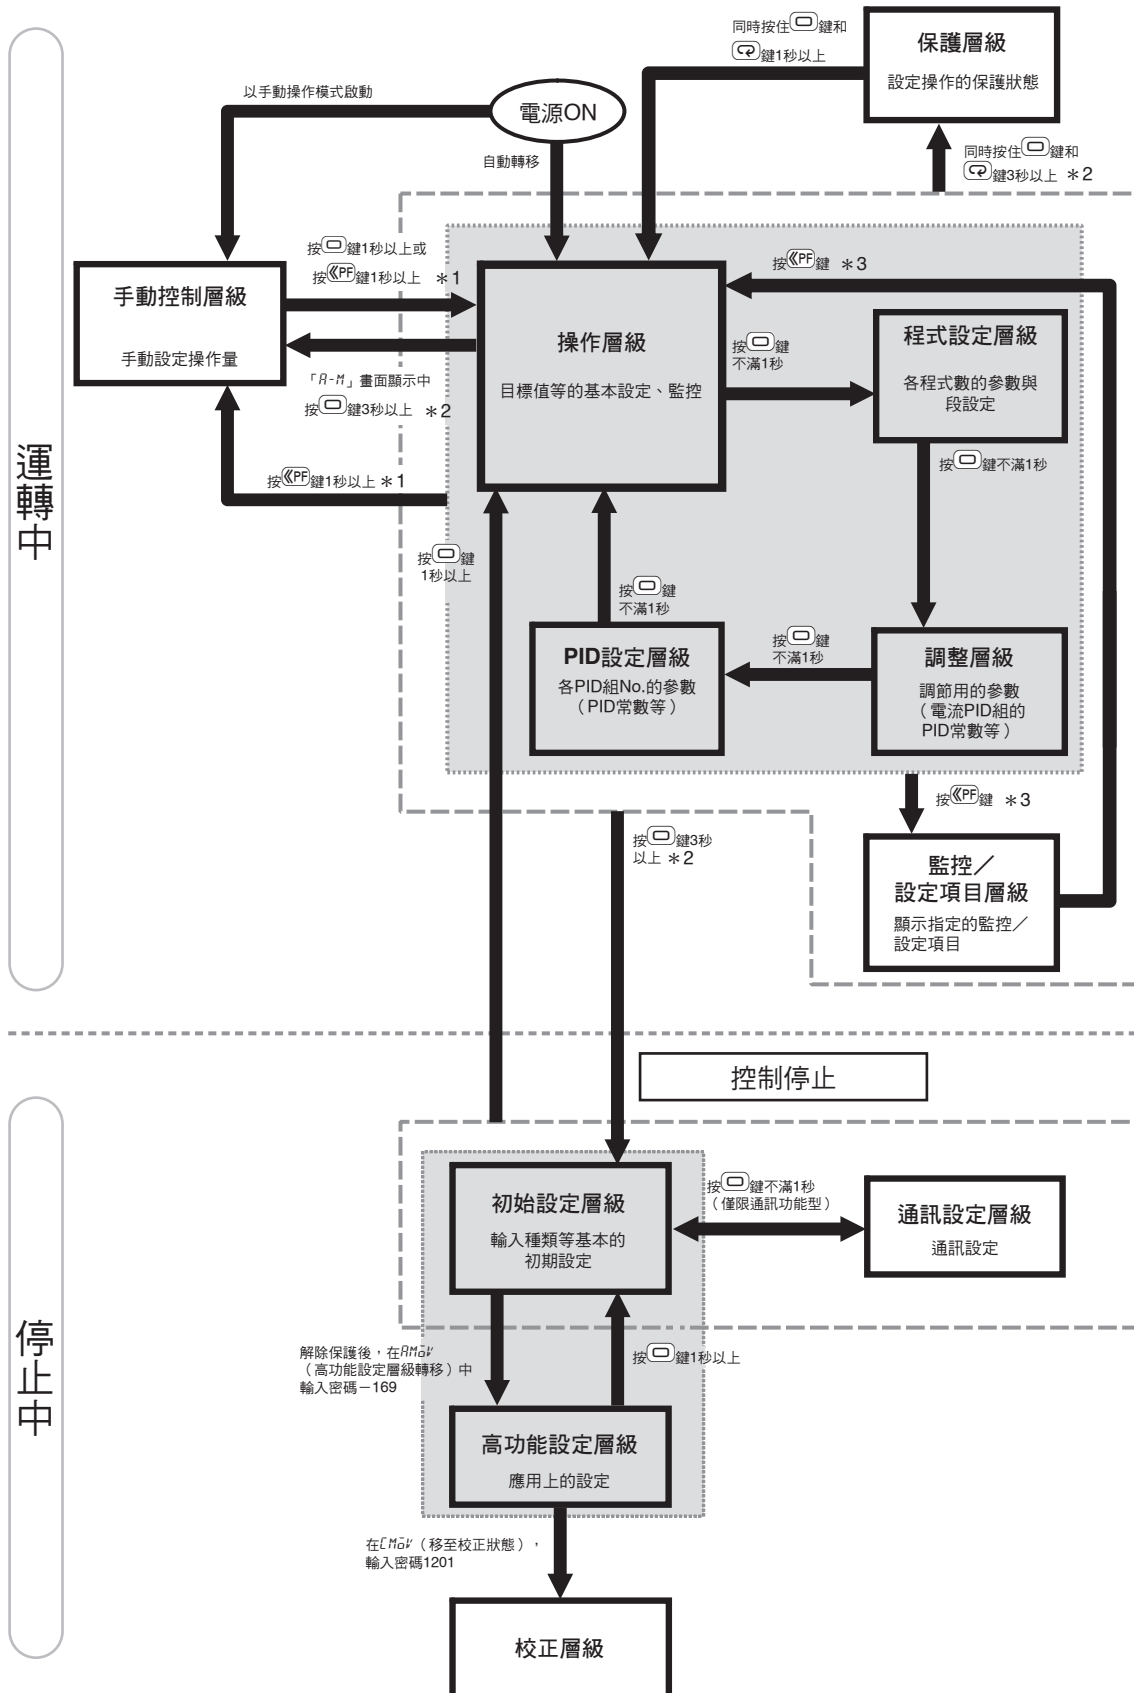 同時按住鍵和
鍵1秒以上
保護層級
設定操作的保護狀態
以手動操作模式啟動
電源ON
自動轉移
同時按住鍵和
鍵3秒以上 *2
按鍵1秒以上或
按PF鍵1秒以上 *1
手動控制層級
手動設定操作量
「A-M」畫面顯示中
按鍵3秒以上 *2
按PF鍵1秒以上 *1
操作層級
目標值等的基本設定、監控
按PF鍵 *3
按鍵
不滿1秒
程式設定層級
各程式數的參數與
段設定
按鍵不滿1秒
運轉中
按鍵
1秒以上
按鍵
不滿1秒
按鍵
不滿1秒
PID設定層級
各PID組No.的參數
(PID常數等)
調整層級
調節用的參數
(電流PID組的
PID常數等)
按PF鍵 *3
按鍵3秒
以上 *2
監控/
設定項目層級
顯示指定的監控/
設定項目
控制停止
停止中
初始設定層級
輸入種類等基本的
初期設定
按鍵不滿1秒
(僅限通訊功能型)
通訊設定層級
通訊設定
解除保護後,在AMoV
(高功能設定層級轉移)中
輸入密碼-169
按鍵1秒以上
高功能設定層級
應用上的設定
在CMoV(移至校正狀態),
輸入密碼1201
校正層級